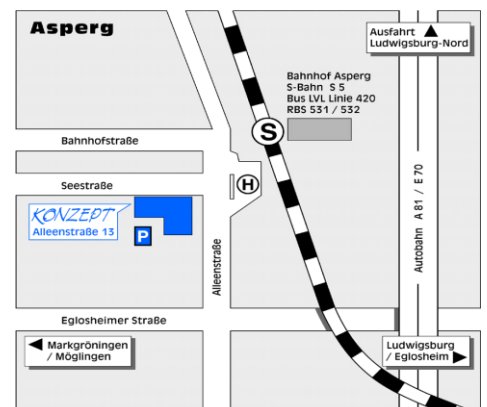 Asperg
Ausfahrt ▲
Ludwigsburg-Nord
Bahnhof Asperg
S-Bahn S 5
Bus LVL Linie 420
RBS 531 / 532
S
Bahnhofstraße
Seestraße
H
KONZEPT
Alleenstraße 13
P
Alleenstraße
Autobahn A 81 / E 70
Eglosheimer Straße
◀ Markgröningen
/ Möglingen
Ludwigsburg
/ Eglosheim ▶